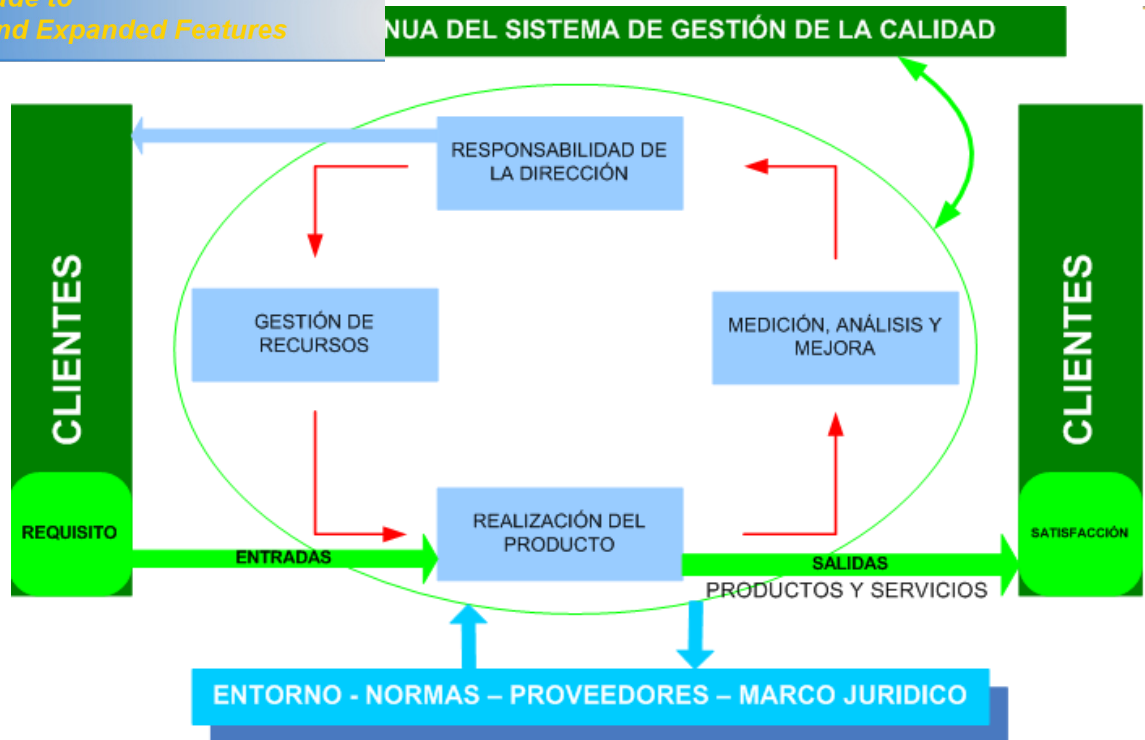 and Expanded Features
NUA DEL SISTEMA DE GESTIÓN DE LA CALIDAD
RESPONSABILIDAD DE
LA DIRECCIÓN
CLIENTES
GESTIÓN DE
RECURSOS
MEDICIÓN, ANÁLISIS Y
MEJORA
CLIENTES
REQUISITO
ENTRADAS
REALIZACIÓN DEL
PRODUCTO
SALIDAS
PRODUCTOS Y SERVICIOS
SATISFACCIÓN
ENTORNO - NORMAS – PROVEEDORES – MARCO JURIDICO